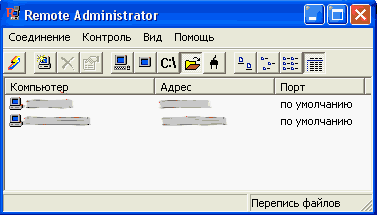 Remote Administrator
Соединение Контроль Вид Помощь
C:\
Компьютер Адрес Порт
по умолчанию
по умолчанию
Перепись файлов